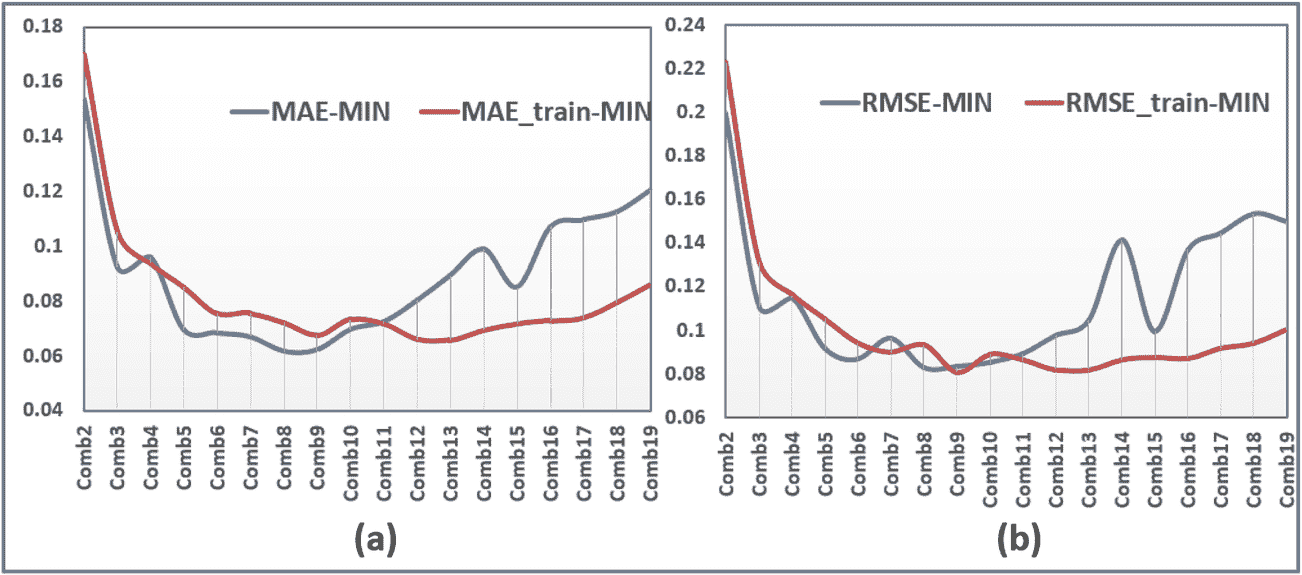 0.18
0.16
0.14
0.12
0.1
0.08
0.06
0.04
MAE-MIN MAE_train-MIN
Comb2
Comb3
Comb4
Comb5
Comb6
Comb7
Comb8
Comb9
Comb10
Comb11
Comb12
Comb13
Comb14
Comb15
Comb16
Comb17
Comb18
Comb19
(a)
0.24
0.22
0.2
0.18
0.16
0.14
0.12
0.1
0.08
0.06
RMSE-MIN RMSE_train-MIN
Comb2
Comb3
Comb4
Comb5
Comb6
Comb7
Comb8
Comb9
Comb10
Comb11
Comb12
Comb13
Comb14
Comb15
Comb16
Comb17
Comb18
Comb19
(b)